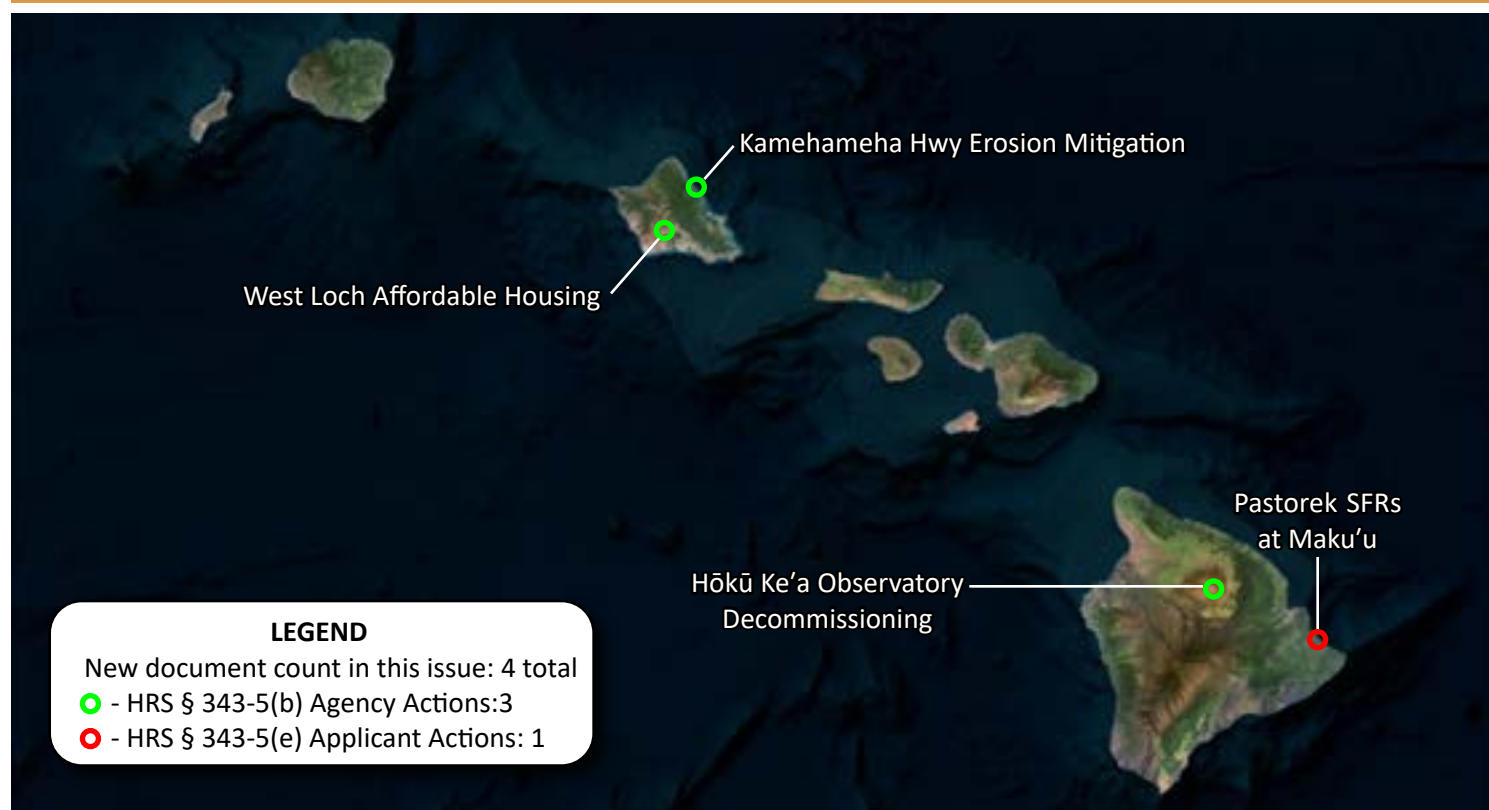 Kamehameha Hwy Erosion Mitigation
West Loch Affordable Housing
Pastorek SFRs
at Maku'u
Hōkū Ke'a Observatory
Decommissioning
LEGEND
New document count in this issue: 4 total
- HRS § 343-5(b) Agency Actions:3
- HRS § 343-5(e) Applicant Actions: 1